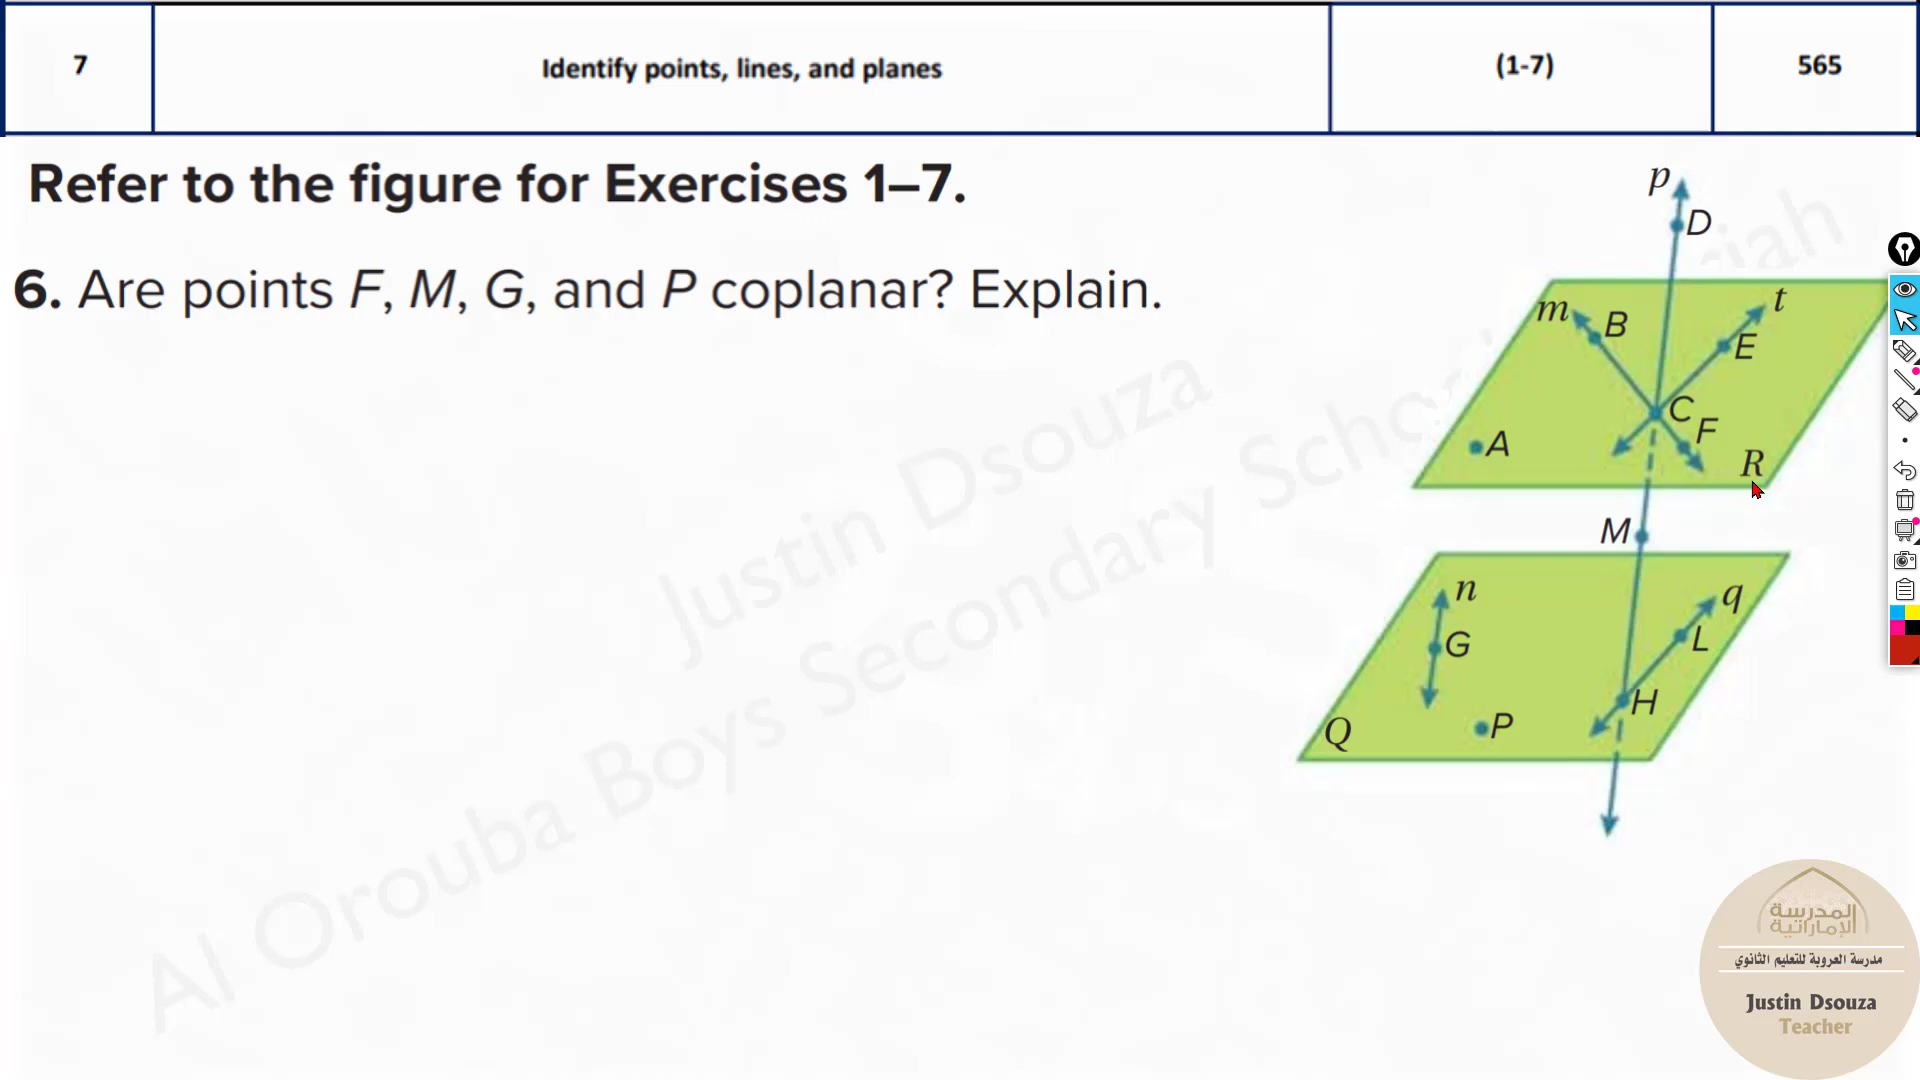 7
Identify points, lines, and planes
(1-7)
565
Refer to the figure for Exercises 1–7.
6. Are points F, M, G, and P coplanar? Explain.
p
D
m
B
t
E
C
F
A
R
M
n
G
q
L
H
P
Q
Justin Dsouza
Al Orouba Boys Secondary Scho
iah
المدرسة
الإماراتية
مدرسة العروبة للتعليم الثانوي
Justin Dsouza
Teacher